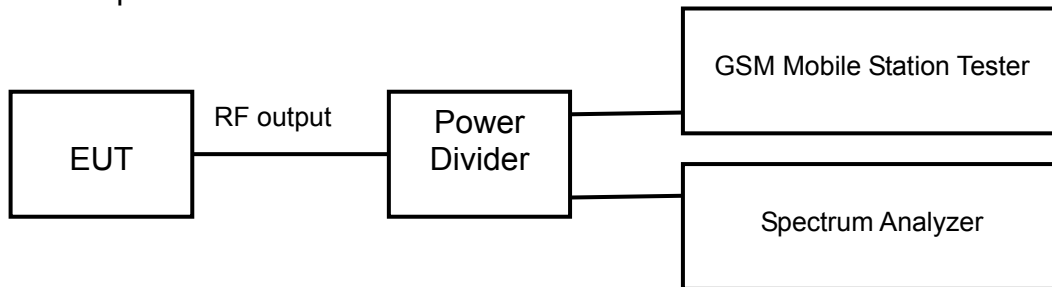 GSM Mobile Station Tester
RF output
EUT
Power
Divider
Spectrum Analyzer